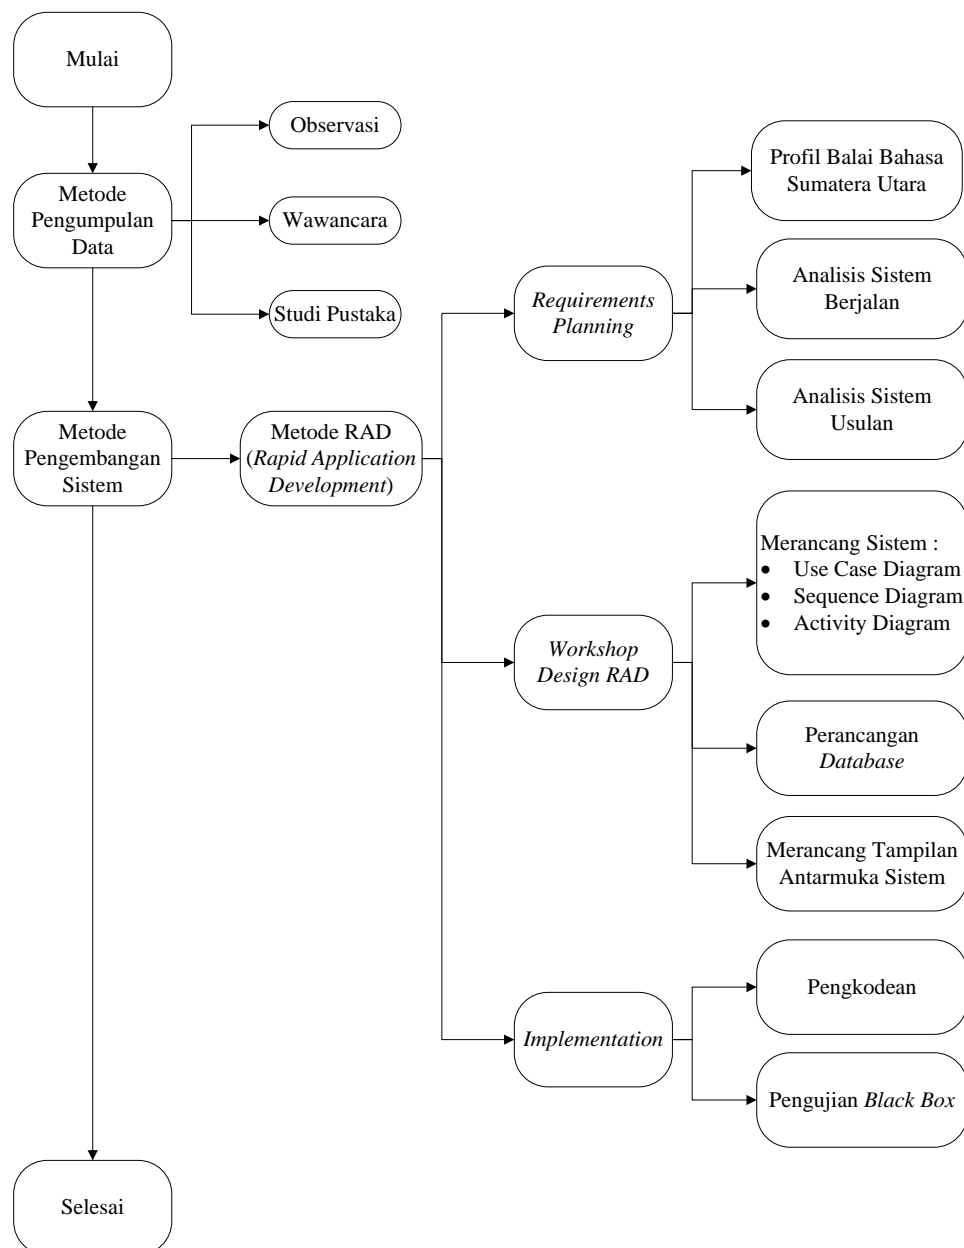 Mulai
Metode
Pengumpulan
Data
Observasi
Wawancara
Studi Pustaka
Metode
Pengembangan
Sistem
Metode RAD
(Rapid Application
Development)
Requirements
Planning
Profil Balai Bahasa
Sumatera Utara
Analisis Sistem
Berjalan
Analisis Sistem
Usulan
Workshop
Design RAD
Merancang Sistem :
• Use Case Diagram
• Sequence Diagram
• Activity Diagram
Perancangan
Database
Merancang Tampilan
Antarmuka Sistem
Implementation
Pengkodean
Pengujian Black Box
Selesai